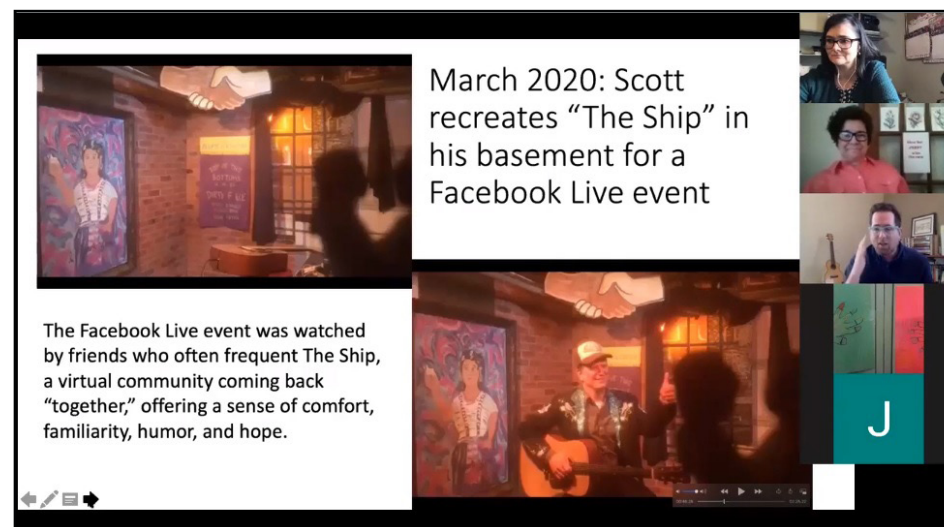 March 2020: Scott
recreates “The Ship” in
his basement for a
Facebook Live event
The Facebook Live event was watched
by friends who often frequent The Ship,
a virtual community coming back
“together,” offering a sense of comfort,
familiarity, humor, and hope.
J